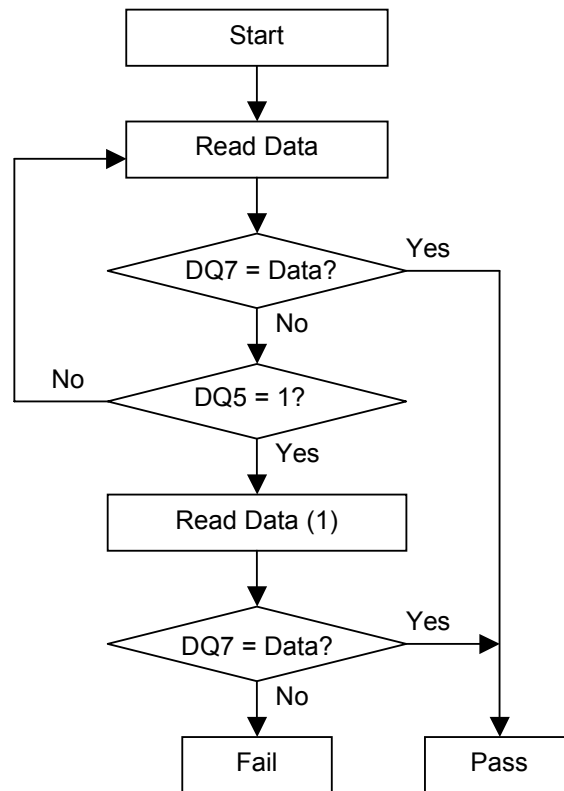 Start
Read Data
DQ7 = Data?
Yes
No
DQ5 = 1?
No
Yes
Read Data (1)
DQ7 = Data?
Yes
No
Fail
Pass